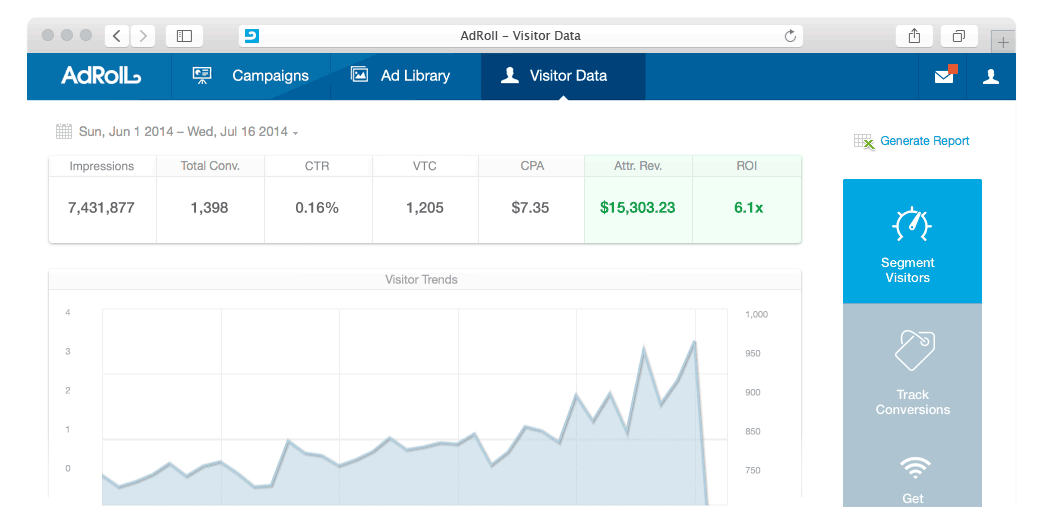 AdRoll – Visitor Data
AdRoll
Campaigns
Ad Library
Visitor Data
Sun, Jun 1 2014 – Wed, Jul 16 2014
Generate Report
Impressions Total Conv. CTR VTC CPA Attr. Rev. ROI
7,431,877 1,398 0.16% 1,205 $7.35 $15,303.23 6.1x
Segment
Visitors
Visitor Trends
4
3
2
1
0
1,000
950
900
850
750
Track
Conversions
Get